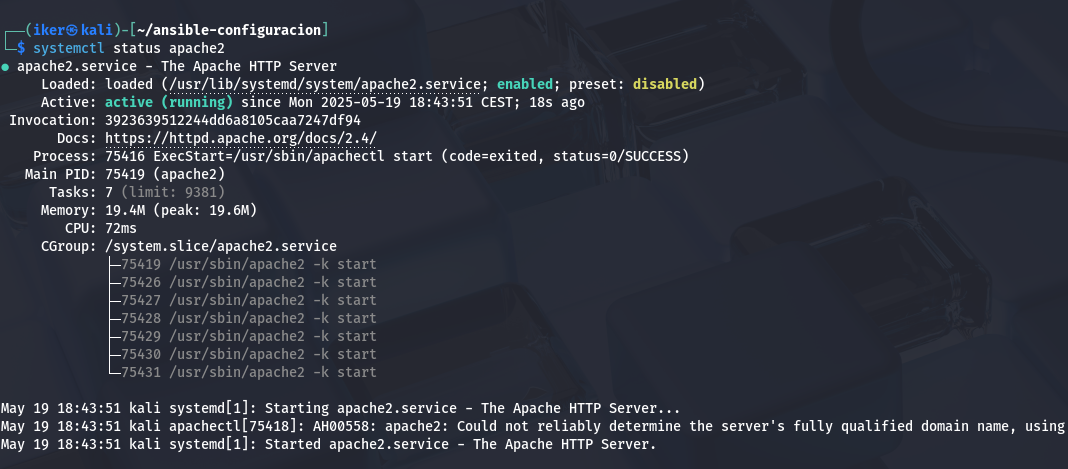 ┌──(iker㉿kali)-[~/ansible-configuracion]
└─$ systemctl status apache2
● apache2.service - The Apache HTTP Server
     Loaded: loaded (/usr/lib/systemd/system/apache2.service; enabled; preset: disabled)
     Active: active (running) since Mon 2025-05-19 18:43:51 CEST; 18s ago
 Invocation: 3923639512244dd6a8105caa7247df94
       Docs: https://httpd.apache.org/docs/2.4/
    Process: 75416 ExecStart=/usr/sbin/apachectl start (code=exited, status=0/SUCCESS)
   Main PID: 75419 (apache2)
      Tasks: 7 (limit: 9381)
     Memory: 19.4M (peak: 19.6M)
        CPU: 72ms
     CGroup: /system.slice/apache2.service
             ├─75419 /usr/sbin/apache2 -k start
             ├─75426 /usr/sbin/apache2 -k start
             ├─75427 /usr/sbin/apache2 -k start
             ├─75428 /usr/sbin/apache2 -k start
             ├─75429 /usr/sbin/apache2 -k start
             ├─75430 /usr/sbin/apache2 -k start
             └─75431 /usr/sbin/apache2 -k start

May 19 18:43:51 kali systemd[1]: Starting apache2.service - The Apache HTTP Server...
May 19 18:43:51 kali apachectl[75418]: AH00558: apache2: Could not reliably determine the server's fully qualified domain name, using
May 19 18:43:51 kali systemd[1]: Started apache2.service - The Apache HTTP Server.